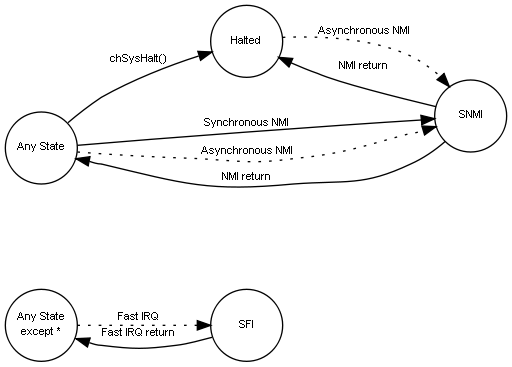 Asynchronous NMI
Halted
chSysHalt()
NMI return
SNMI
Synchronous NMI
Any State
Asynchronous NMI
NMI return
Any State
except *
Fast IRQ
Fast IRQ return
SFI